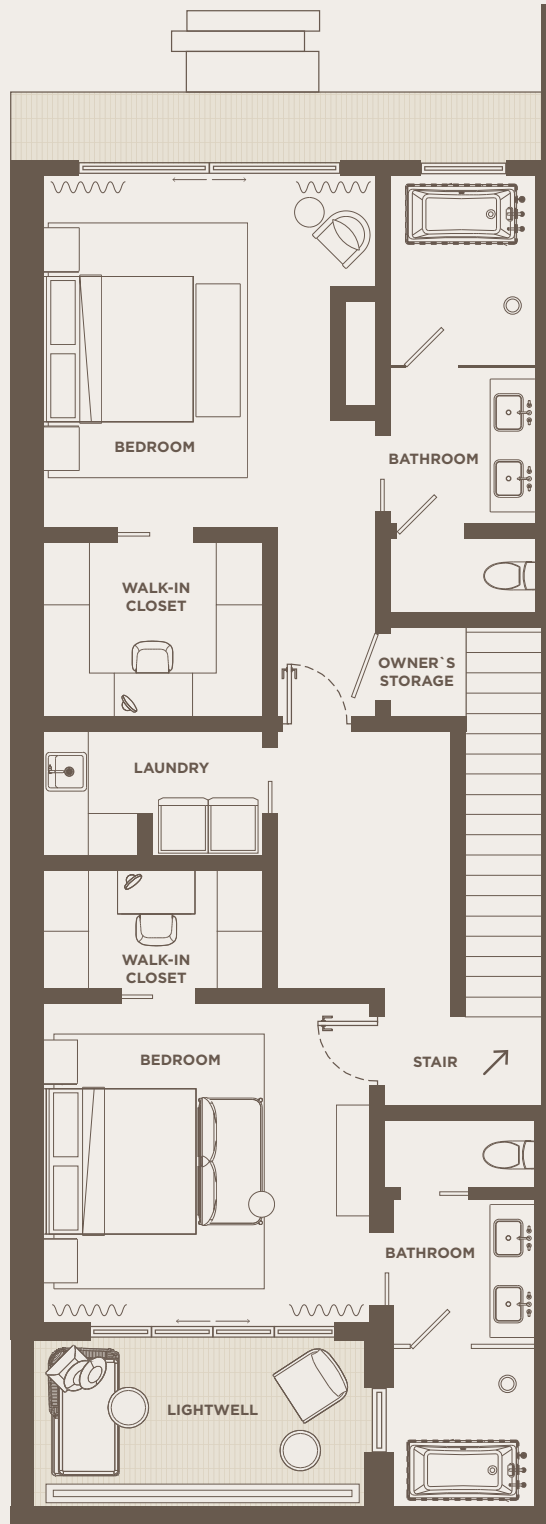 BEDROOM
BATHROOM
WALK-IN
CLOSET
OWNER`S
STORAGE
LAUNDRY
WALK-IN
CLOSET
BEDROOM
STAIR
BATHROOM
LIGHTWELL